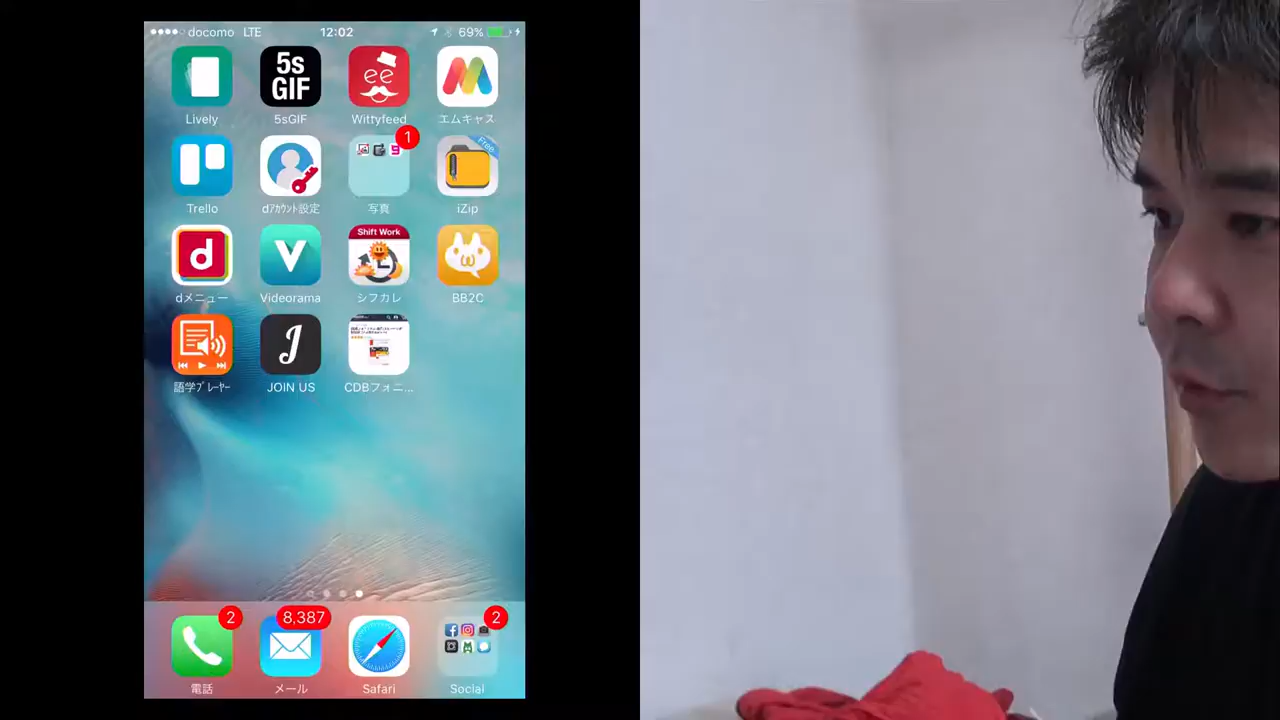 docomo LTE 12:02 69%
5s
GIF
ee
Lively 5sGIF Wittyfeed エムキャス
1
Free
Trello dｱｶｳﾝﾄ設定 写真 iZip
Shift Work
d V
dメニュー Videorama シフカレ BB2C
J
語学ﾌﾟﾚｰﾔｰ JOIN US CDBフォニ...
2 8,387 2
電話 メール Safari Social